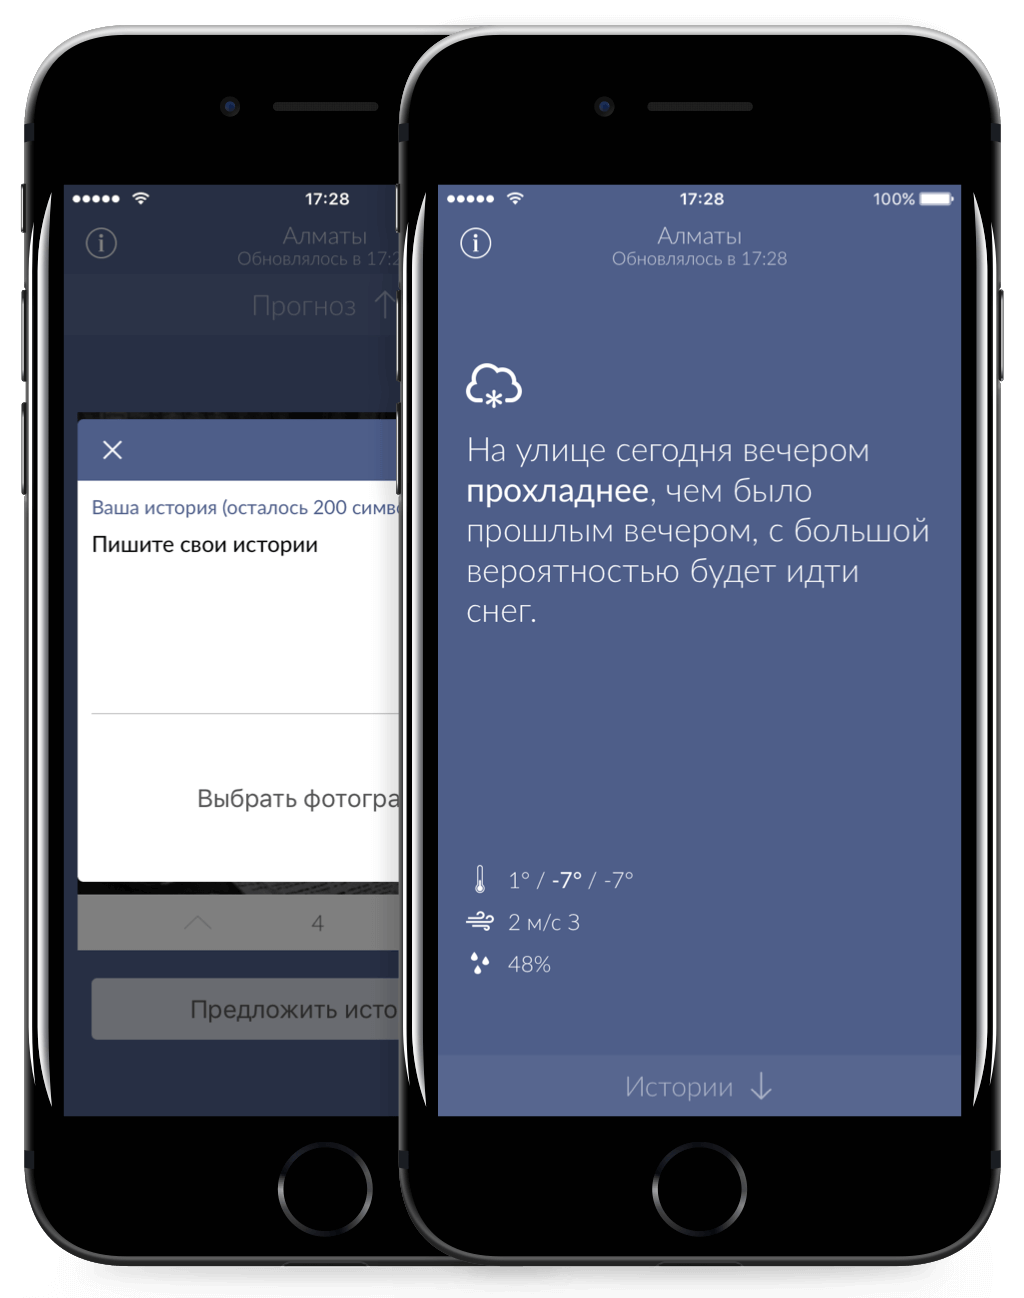 17:28
Алматы
Обновлялось в 17:2
Прогноз
Ваша история (осталось 200 симв
Пишите свои истории
Выбрать фотогра
4
Предложить исто
17:28
100%
Алматы
Обновлялось в 17:28
На улице сегодня вечером
прохладнее, чем было
прошлым вечером, с большой
вероятностью будет идти
снег.
1° / -7° / -7°
2 м/с З
48%
Истории